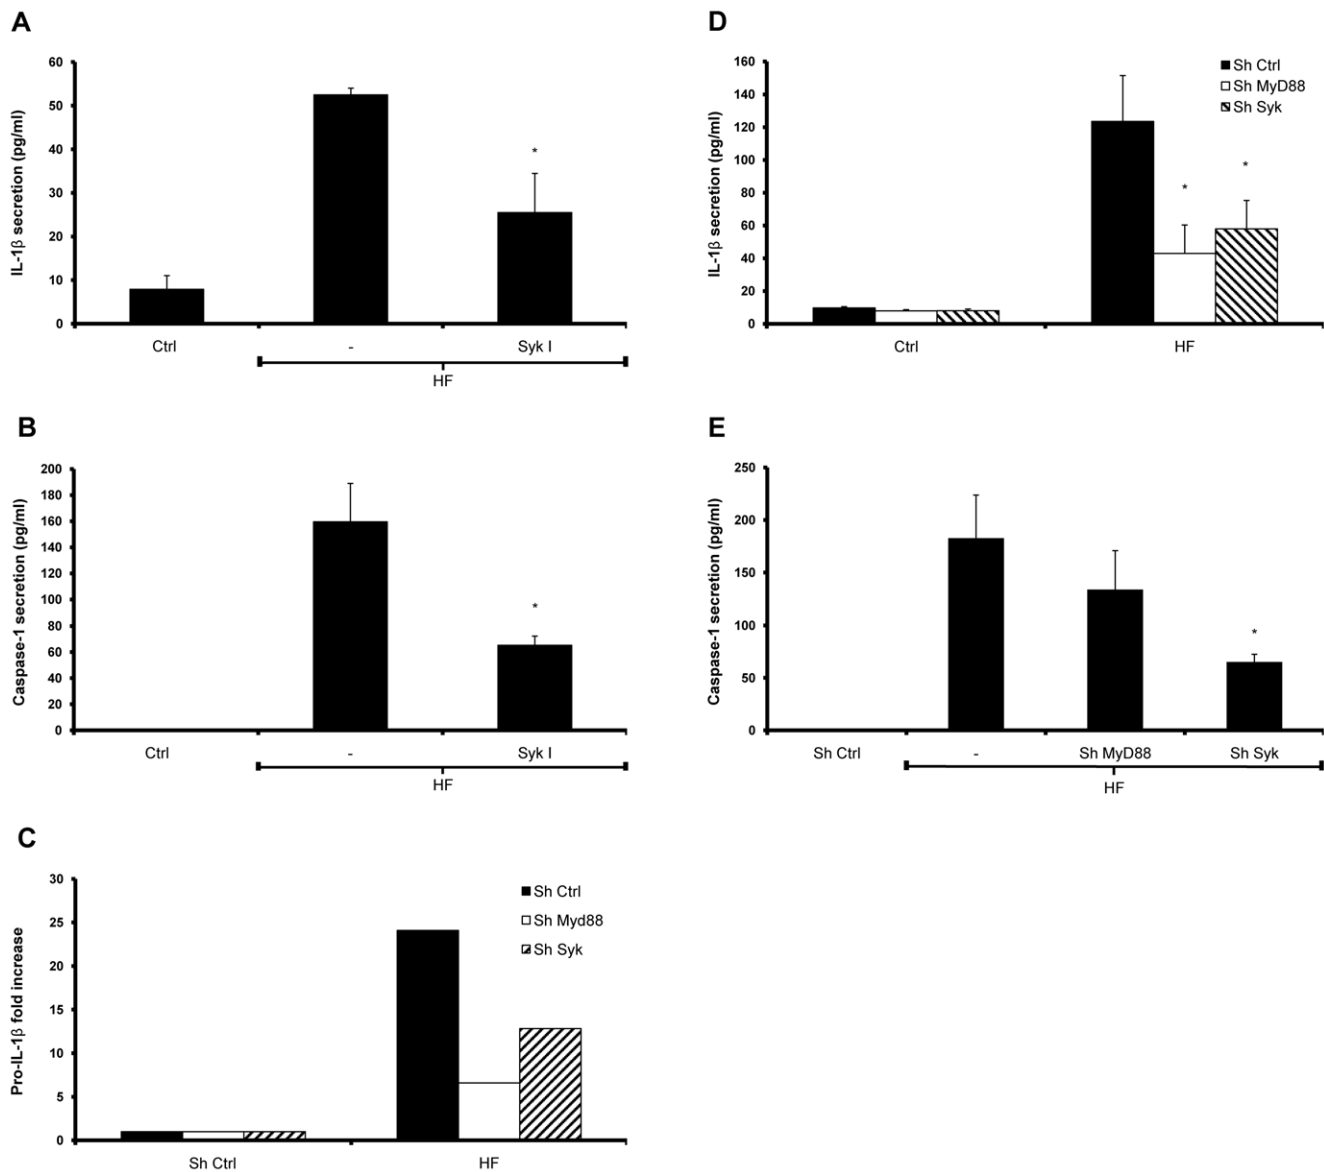 A
IL-1β secretion (pg/ml)
60
50
40
30
20
10
0
*
Ctrl
-
Syk I
HF
B
Caspase-1 secretion (pg/ml)
200
180
160
140
120
100
80
60
40
20
0
*
Ctrl
-
Syk I
HF
C
Pro-IL-1β fold increase
30
25
20
15
10
5
0
Sh Ctrl
Sh Myd88
Sh Syk
Sh Ctrl
HF
D
IL-1β secretion (pg/ml)
160
140
120
100
80
60
40
20
0
Sh Ctrl
Sh MyD88
Sh Syk
*
*
Ctrl
HF
E
Caspase-1 secretion (pg/ml)
250
200
150
100
50
0
*
Sh Ctrl
-
Sh MyD88
Sh Syk
HF